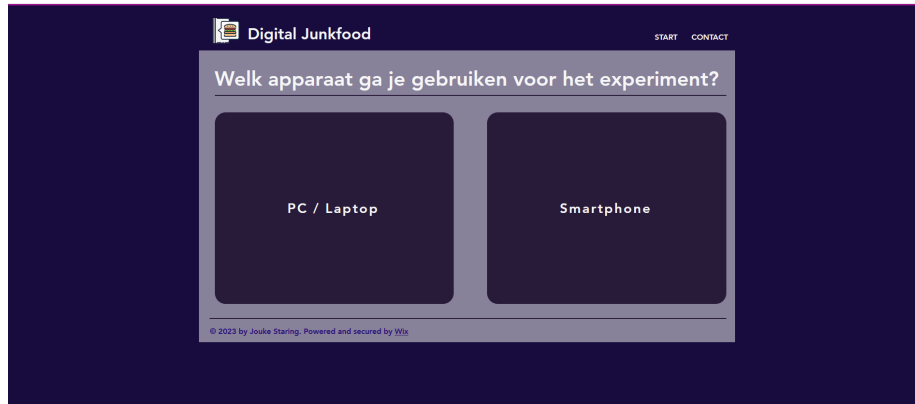 Digital Junkfood
START CONTACT
Welk apparaat ga je gebruiken voor het experiment?
PC / Laptop
Smartphone
© 2023 by Jouke Staring. Powered and secured by Wix